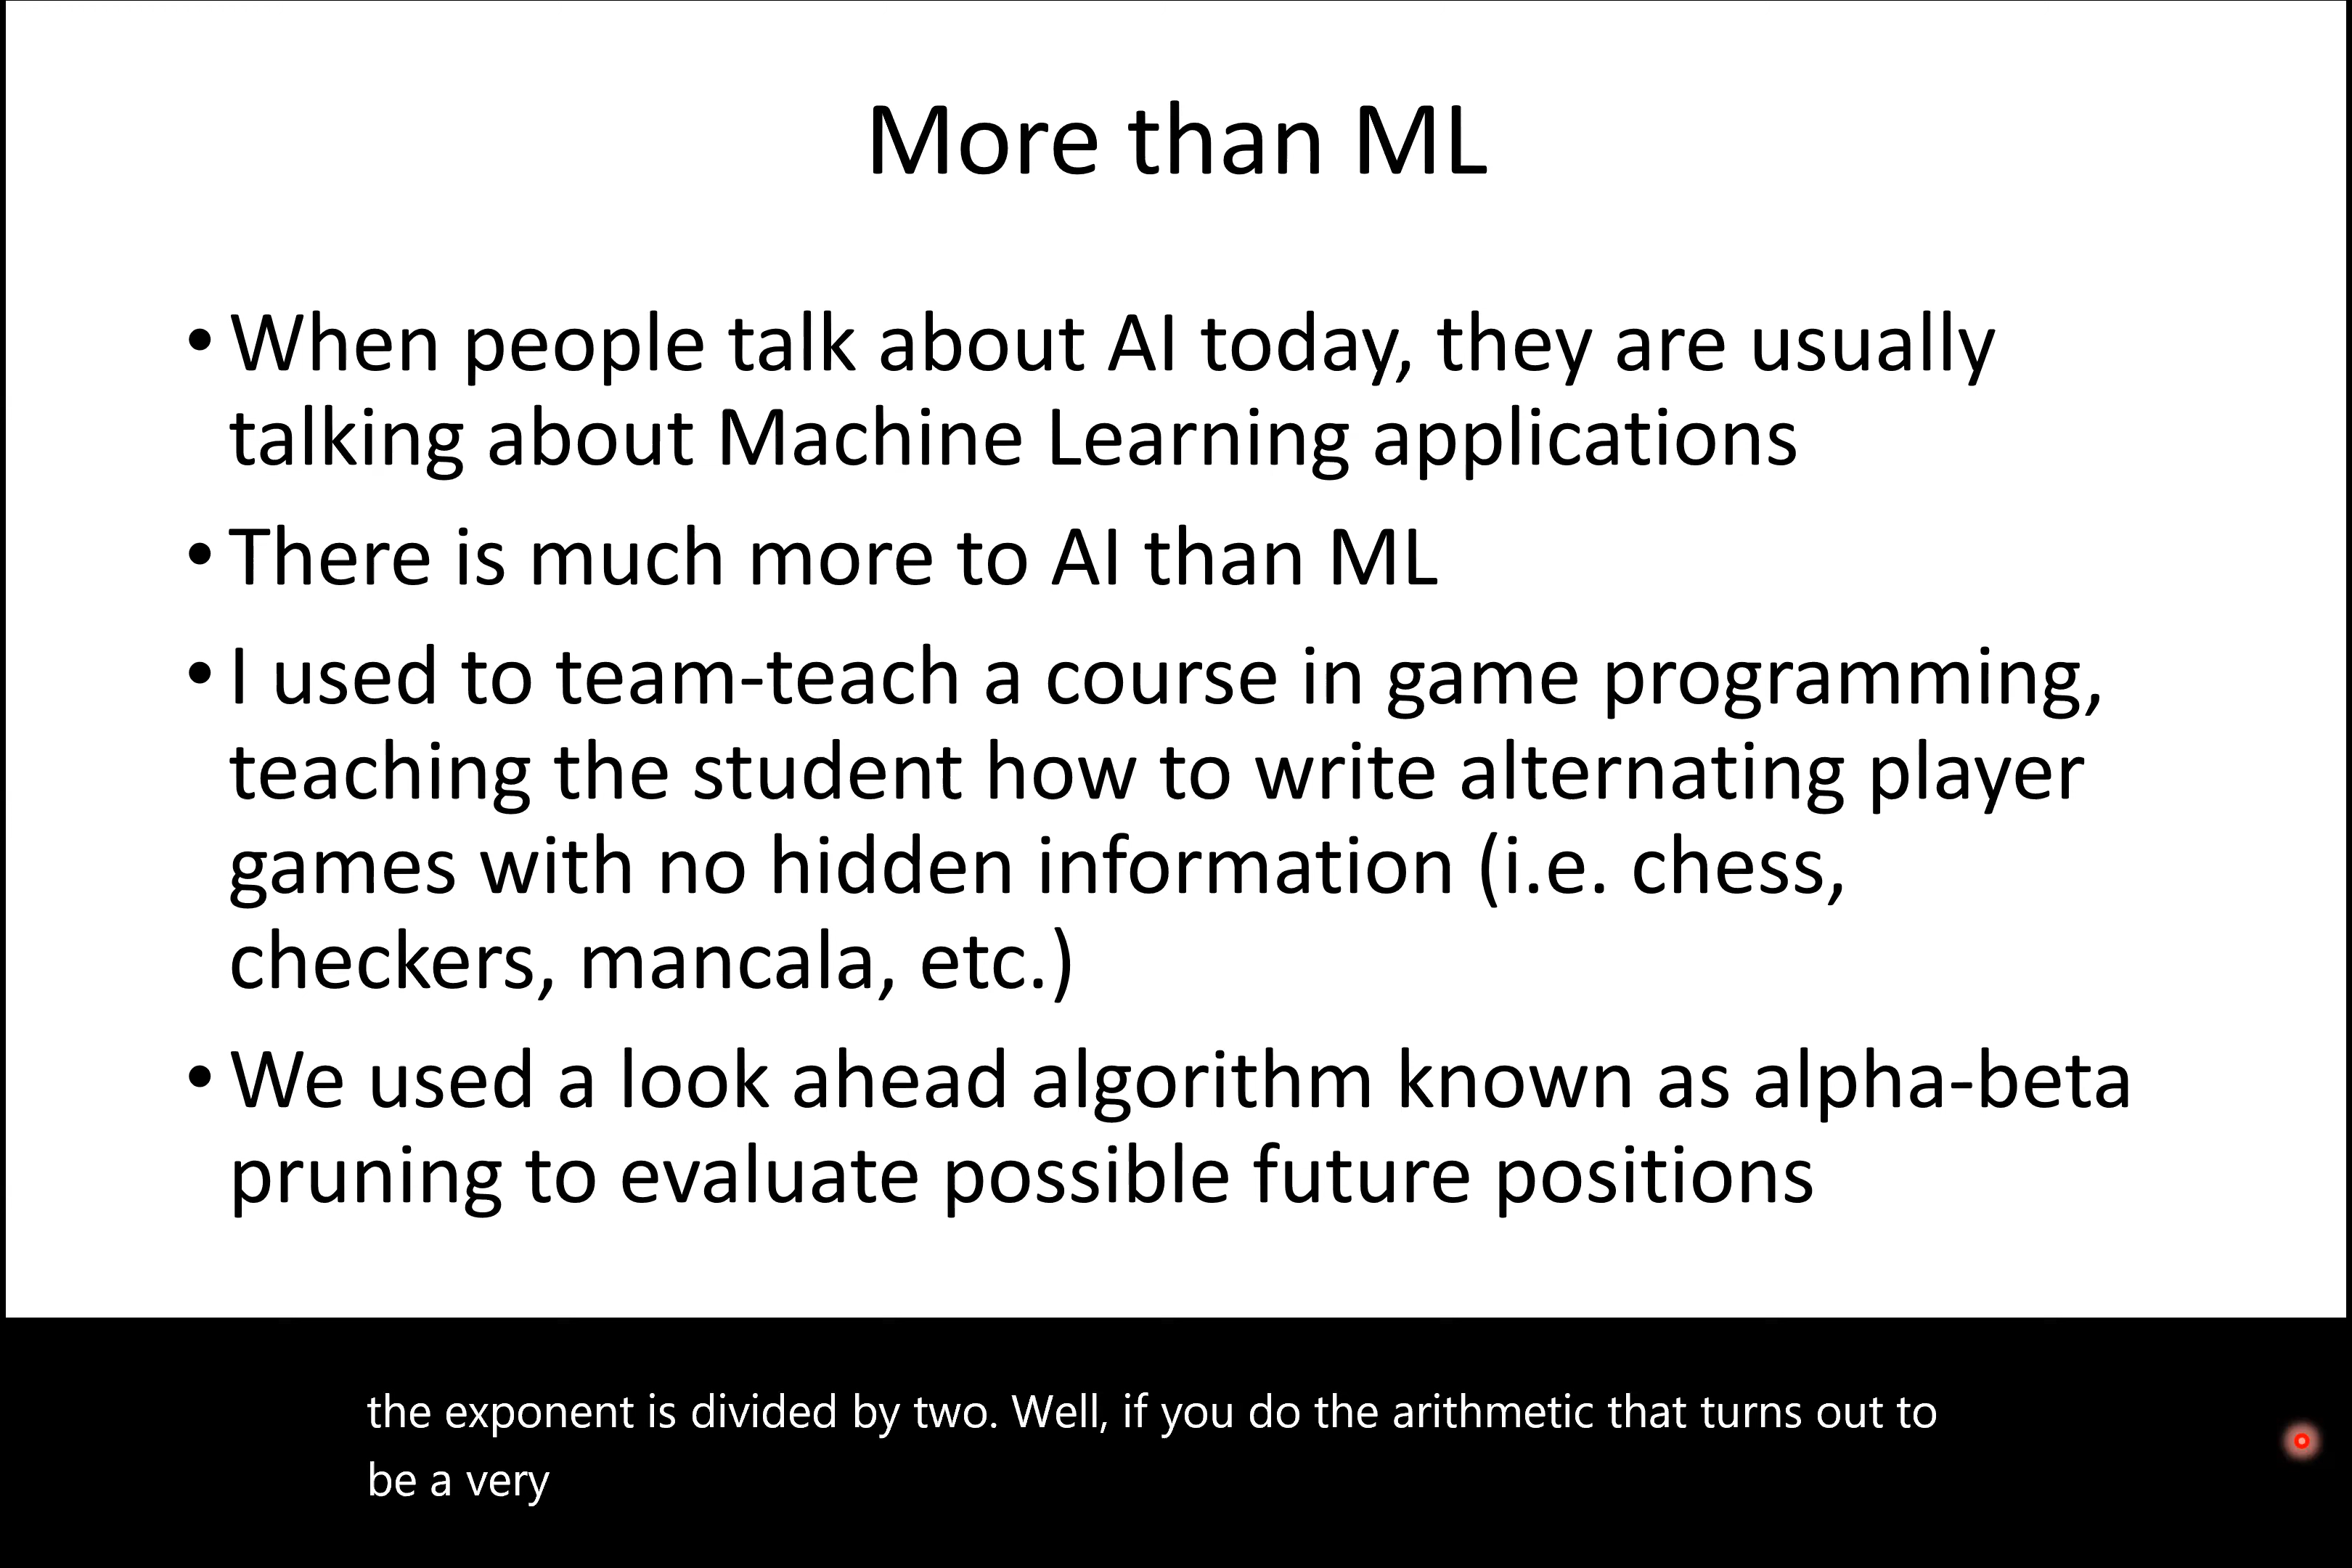 More than ML
• When people talk about AI today, they are usually
talking about Machine Learning applications
• There is much more to AI than ML
• I used to team-teach a course in game programming,
teaching the student how to write alternating player
games with no hidden information (i.e. chess,
checkers, mancala, etc.)
• We used a look ahead algorithm known as alpha-beta
pruning to evaluate possible future positions
the exponent is divided by two. Well, if you do the arithmetic that turns out to
be a very